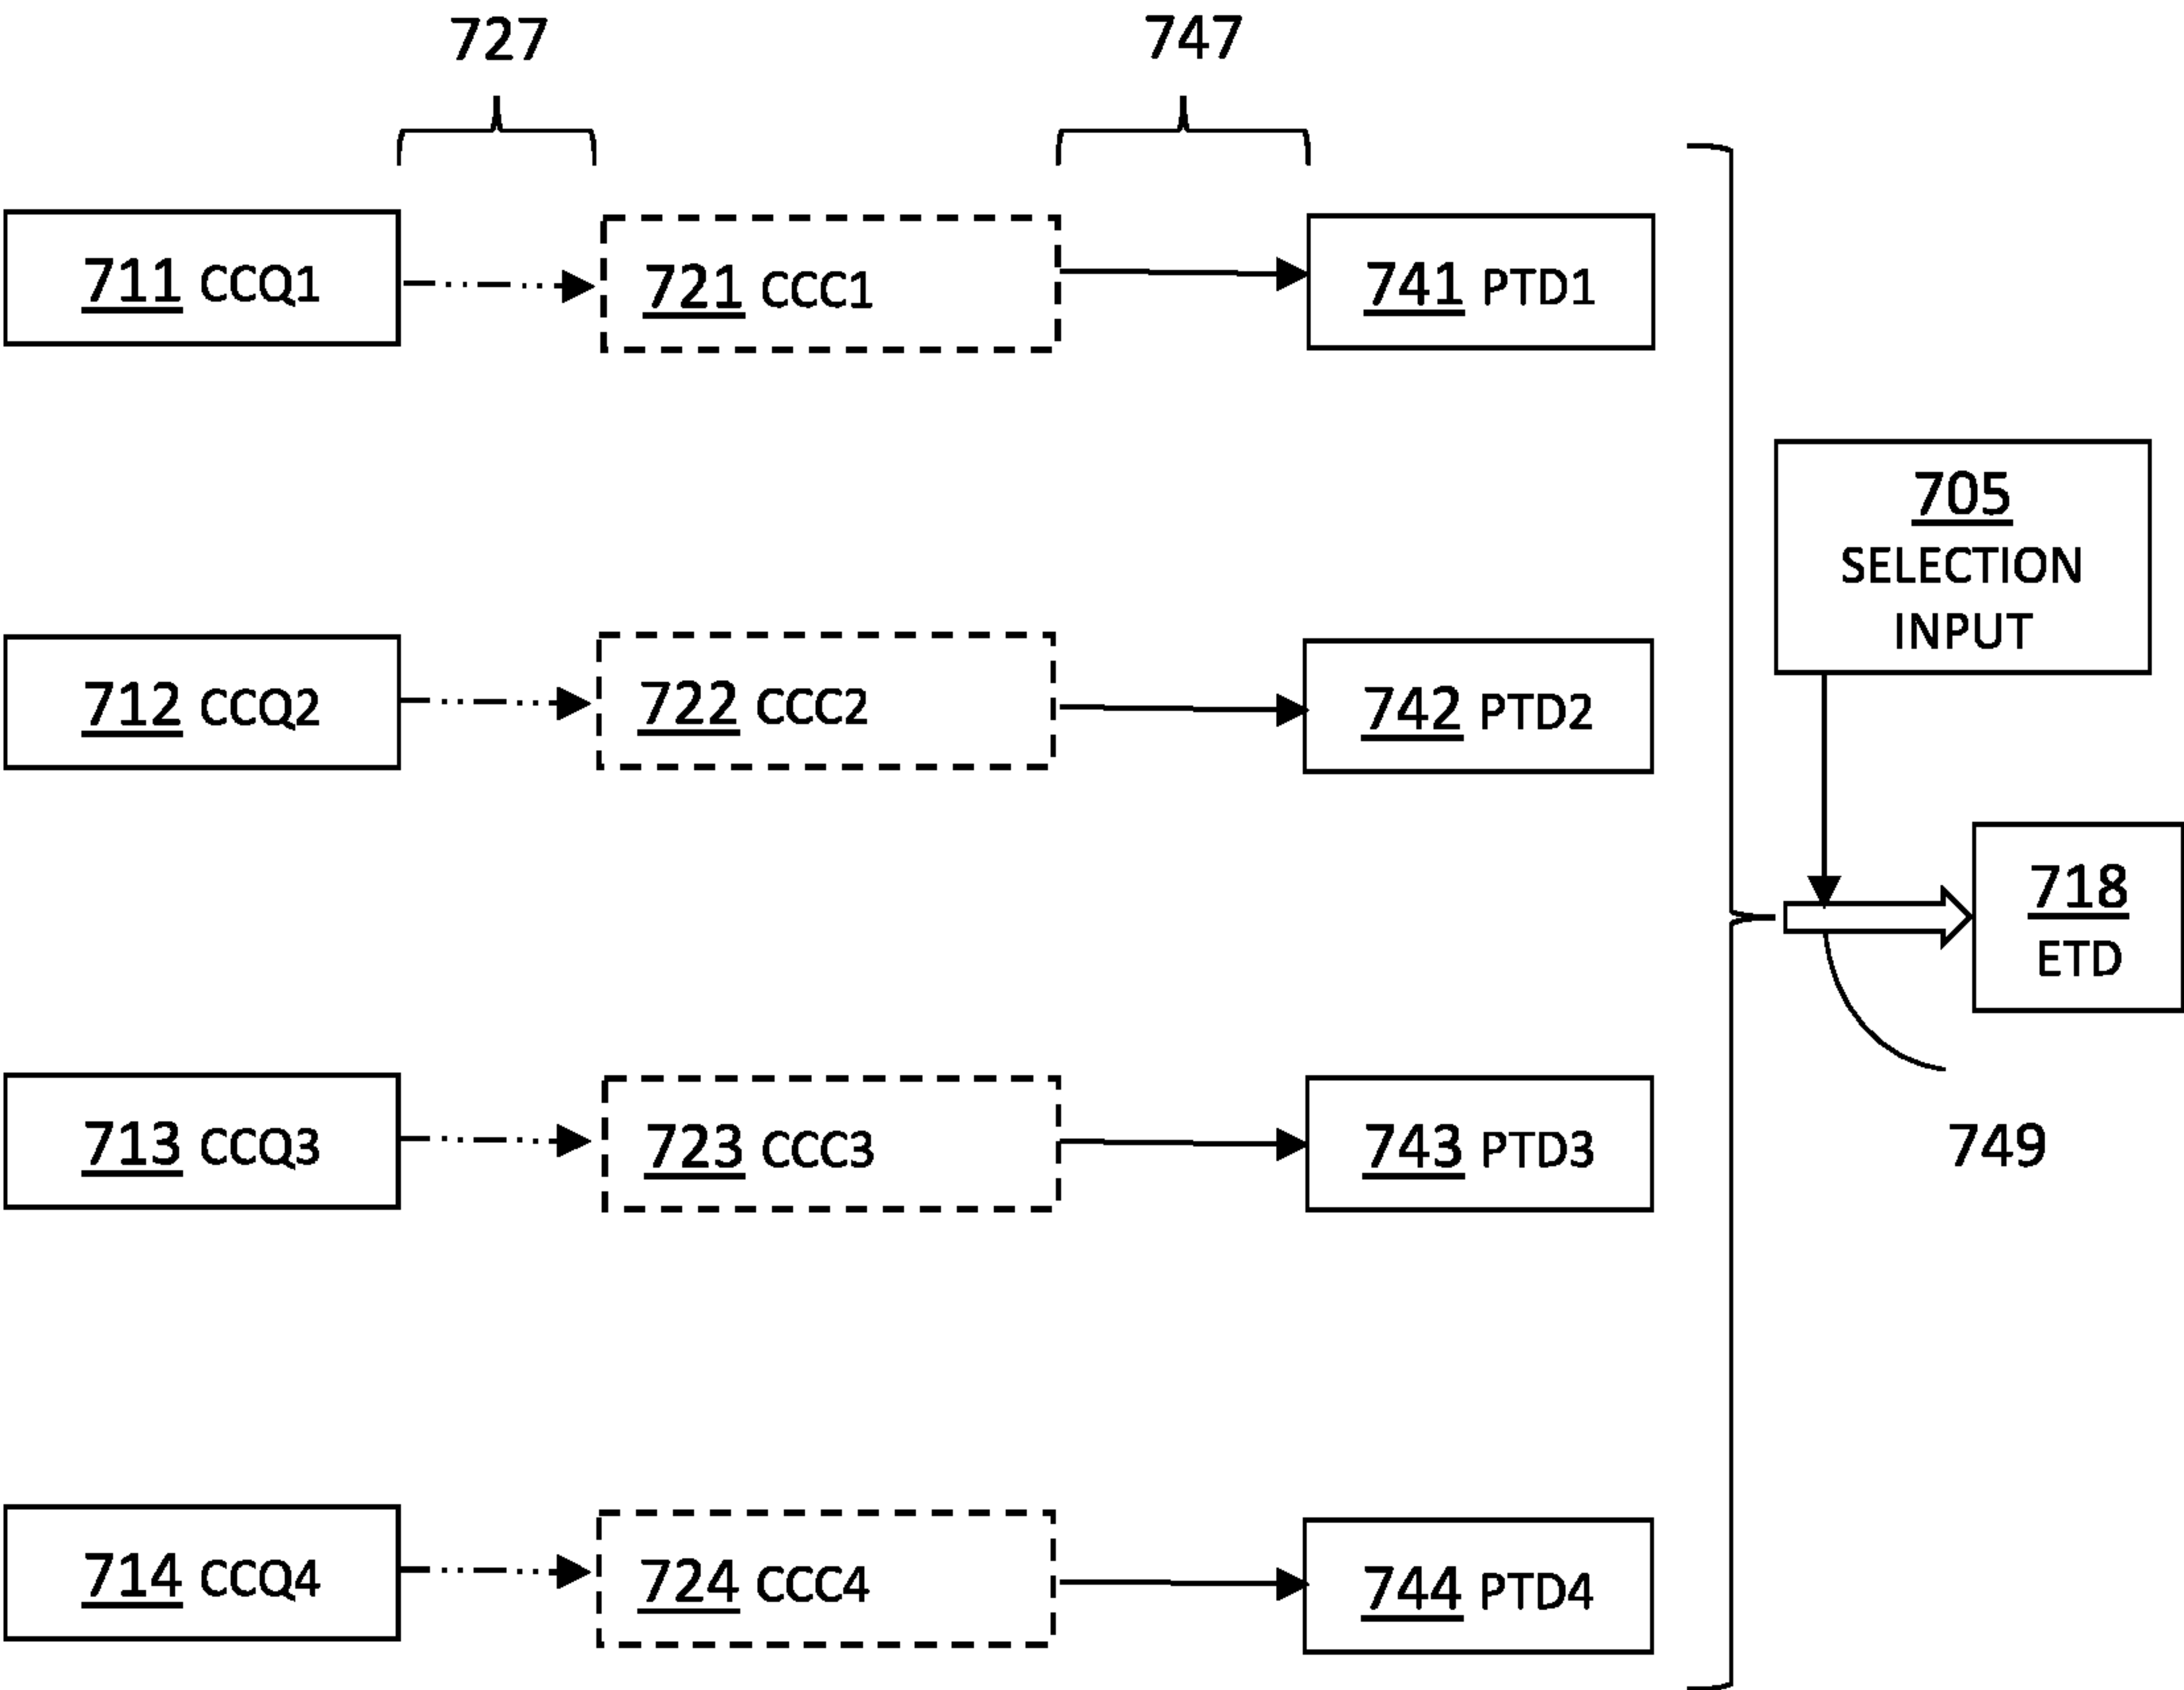 727
747
711 CCQ1
721 CCC1
741 PTD1
705
SELECTION
INPUT
712 CCQ2
722 CCC2
742 PTD2
718
ETD
713 CCQ3
723 CCC3
743 PTD3
749
714 CCQ4
724 CCC4
744 PTD4